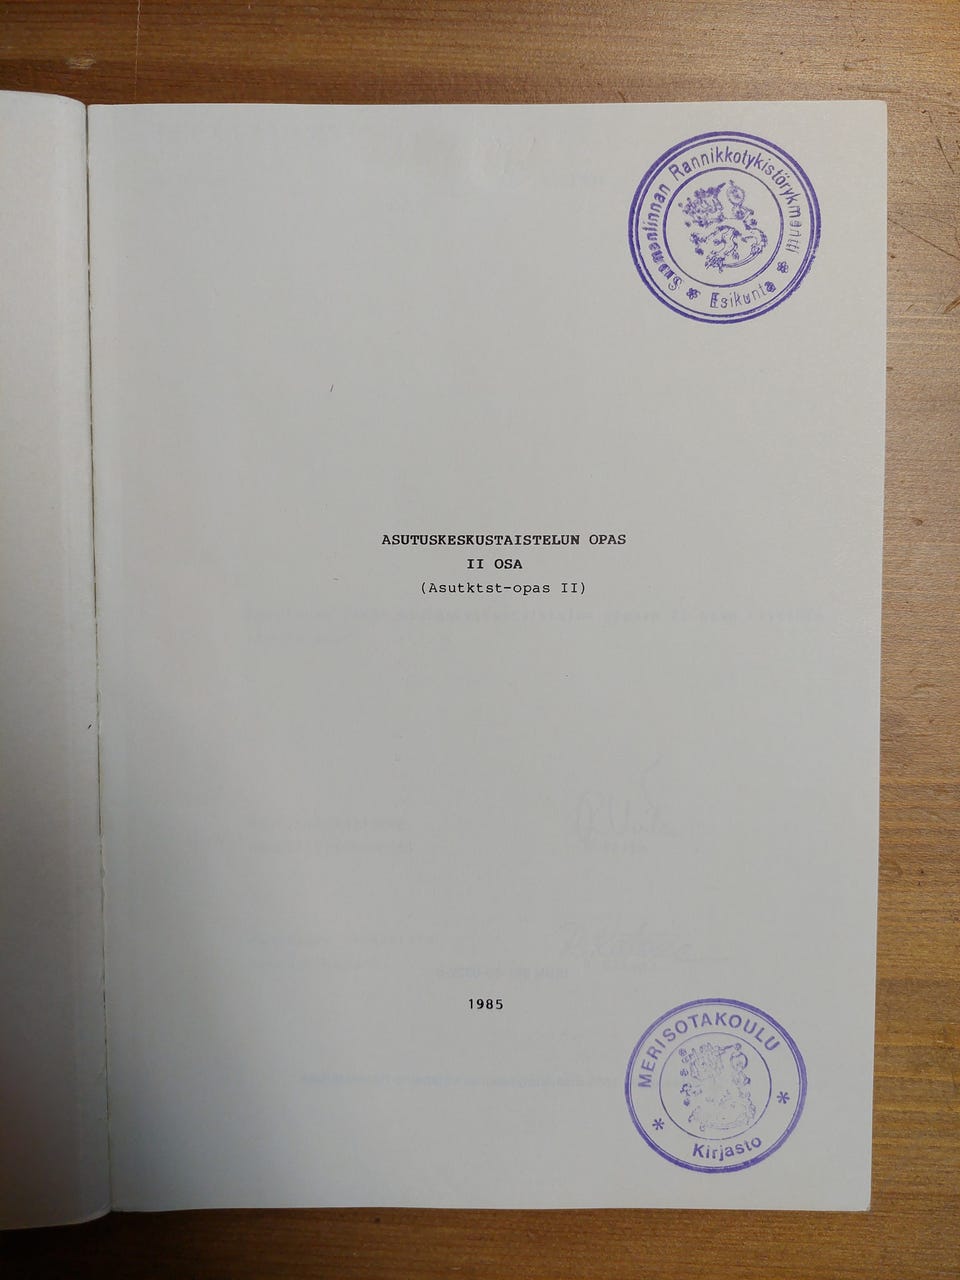 Suomenlinnan Rannikkotykistörykmentti
Esikunta
ASUTUSKESKUSTAISTELUN OPAS
II OSA
(Asutktst-opas II)
1985
MERISOTAKOULU
Kirjasto